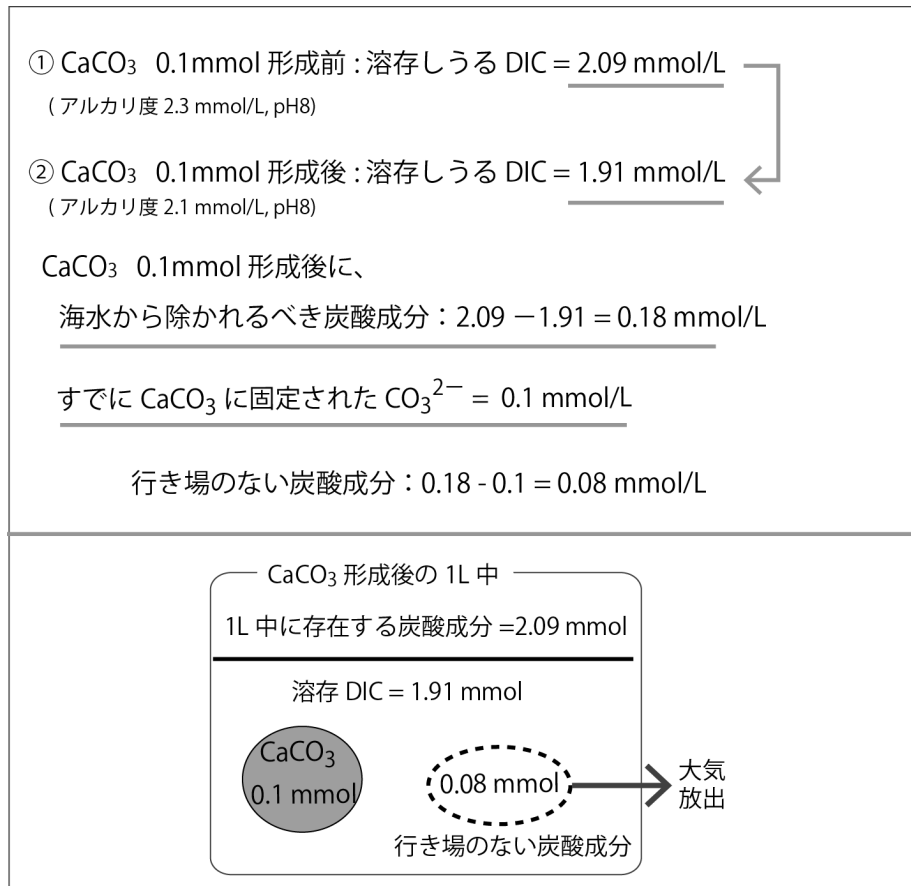 ① CaCO₃ 0.1mmol 形成前 : 溶存しうる DIC = 2.09 mmol/L
( アルカリ度 2.3 mmol/L, pH8)
② CaCO₃ 0.1mmol 形成後 : 溶存しうる DIC = 1.91 mmol/L
( アルカリ度 2.1 mmol/L, pH8)
CaCO₃ 0.1mmol 形成後に、
海水から除かれるべき炭酸成分：2.09 －1.91 = 0.18 mmol/L
すでに CaCO₃ に固定された CO₃²⁻ = 0.1 mmol/L
行き場のない炭酸成分：0.18 - 0.1 = 0.08 mmol/L
CaCO₃ 形成後の 1L 中
1L 中に存在する炭酸成分 =2.09 mmol
溶存 DIC = 1.91 mmol
CaCO₃
0.1 mmol
0.08 mmol
大気
放出
行き場のない炭酸成分